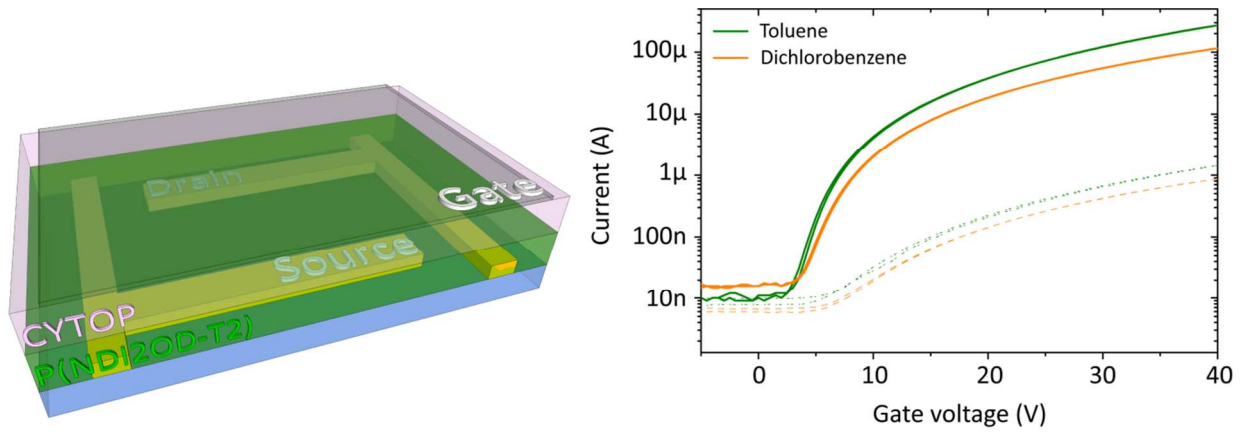 Drain
Gate
Source
CYTOP
P(NDI2OD-T2)
Toluene
Dichlorobenzene
Current (A)
100µ
10µ
1µ
100n
10n
0
10
20
30
40
Gate voltage (V)